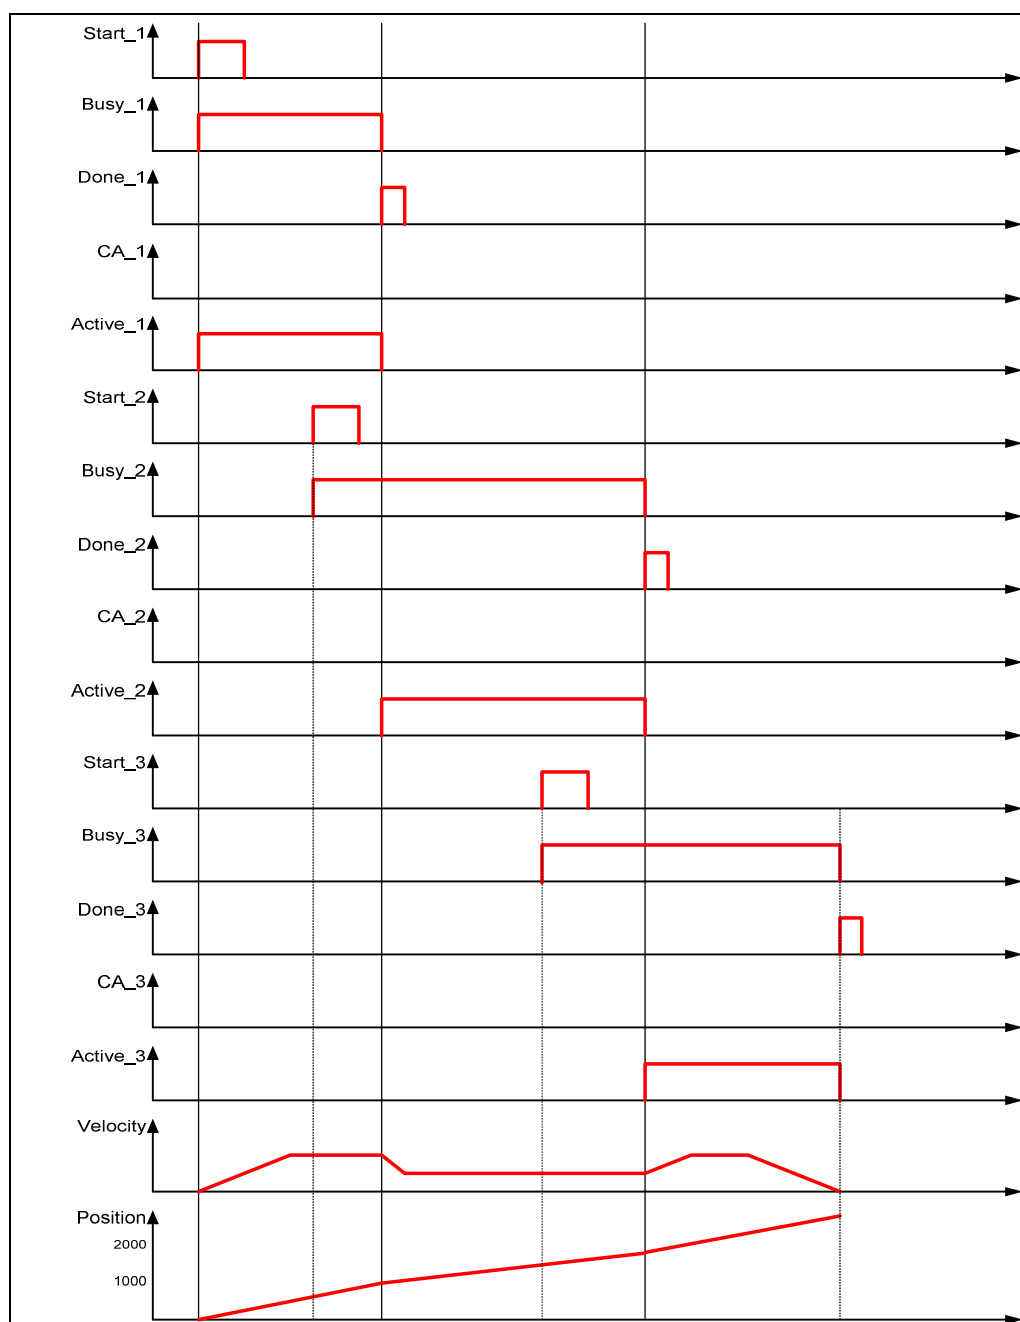 Start_1
Busy_1
Done_1
CA_1
Active_1
Start_2
Busy_2
Done_2
CA_2
Active_2
Start_3
Busy_3
Done_3
CA_3
Active_3
Velocity
Position
2000
1000